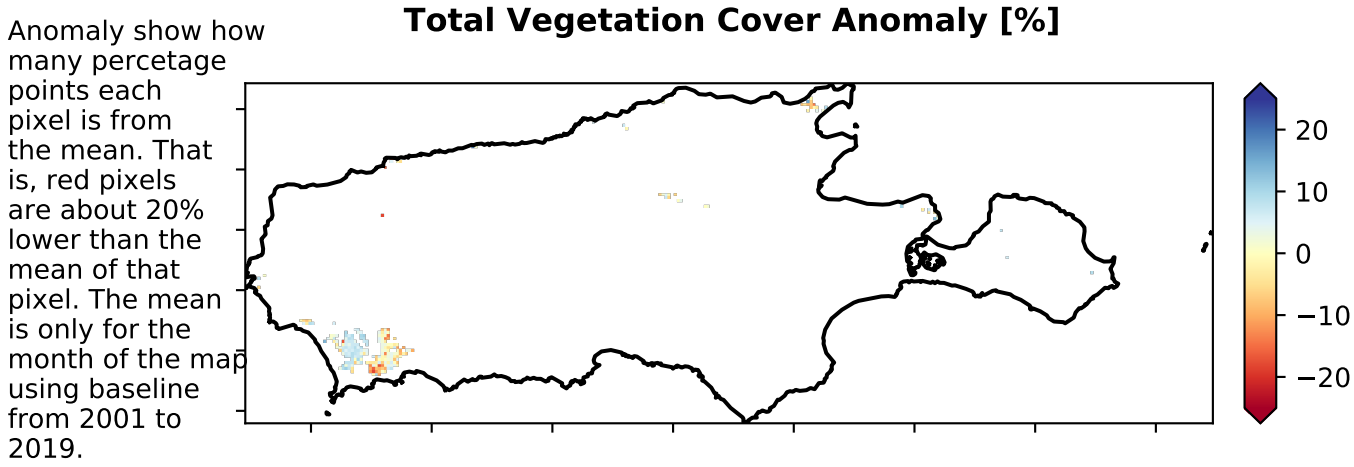 Total Vegetation Cover Anomaly [%]
Anomaly show how
many percetage
points each
pixel is from
the mean. That
is, red pixels
are about 20%
lower than the
mean of that
pixel. The mean
is only for the
month of the map
using baseline
from 2001 to
2019.
20
10
0
−10
−20